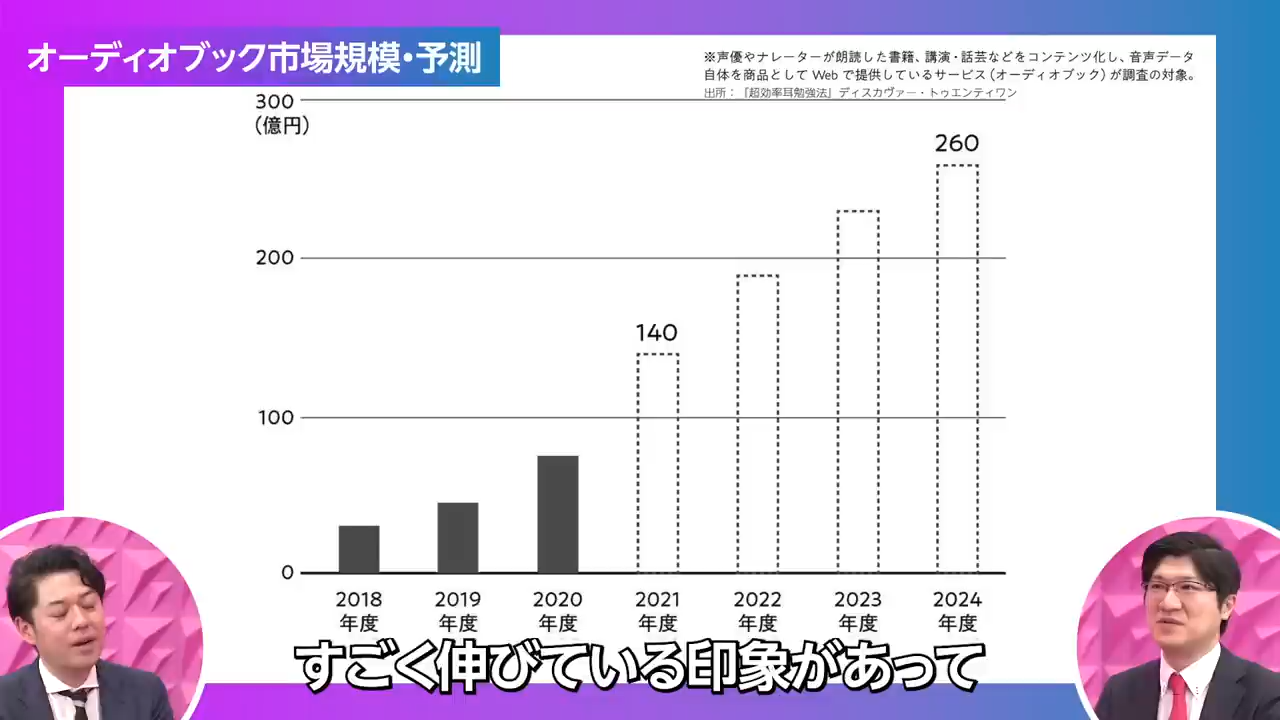 オーディオブック市場規模・予測
※声優やナレーターが朗読した書籍、講演・話芸などをコンテンツ化し、音声データ
自体を商品として Web で提供しているサービス(オーディオブック)が調査の対象。
出所：『超効率耳勉強法』ディスカヴァー・トゥエンティワン
300
(億円)
260
200
140
100
0
2018 2019 2020 2021 2022 2023 2024
年度 年度 年度 年度 年度 年度 年度
すごく伸びている印象があって